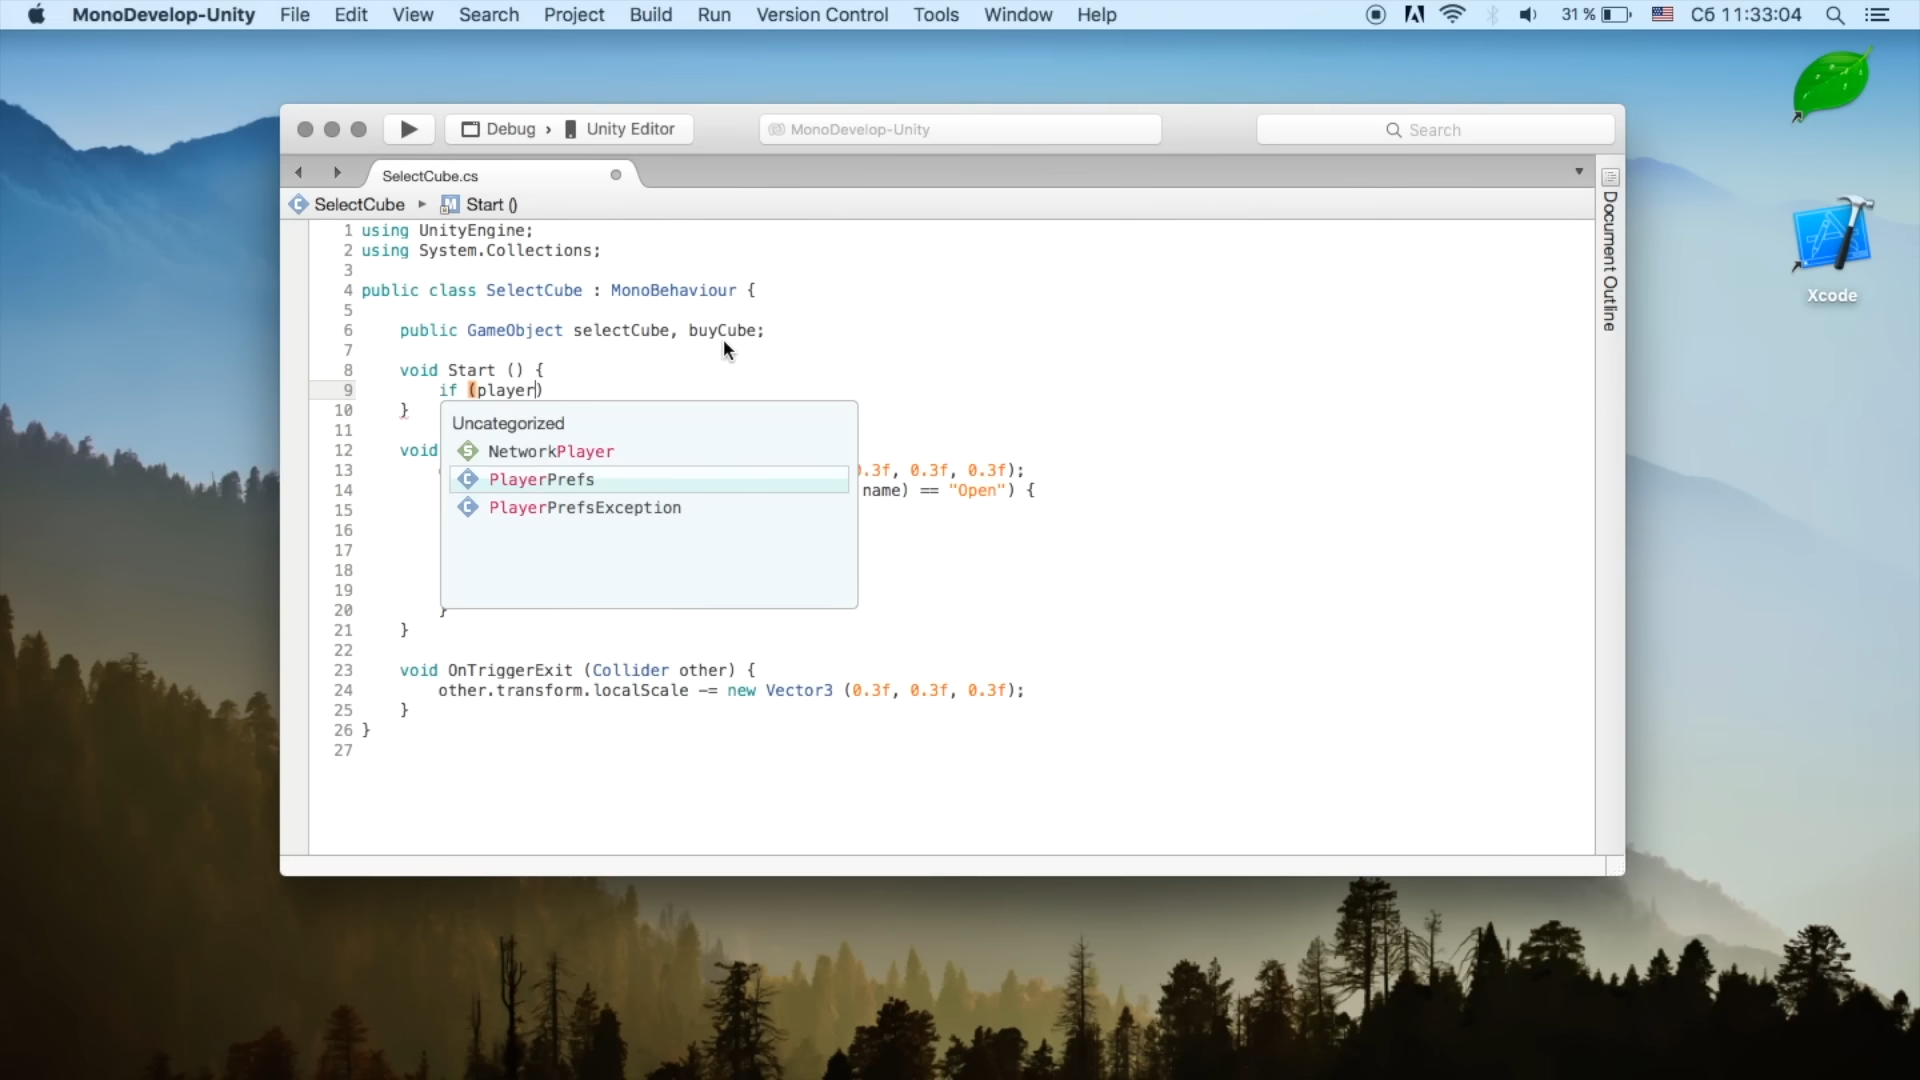 MonoDevelop-Unity File Edit View Search Project Build Run Version Control Tools Window Help 31 % Сб 11:33:04
Debug › Unity Editor MonoDevelop-Unity Search
SelectCube.cs
SelectCube ▸ Start ()
Document Outline
Xcode
1 using UnityEngine;
2 using System.Collections;
3
4 public class SelectCube : MonoBehaviour {
5
6 public GameObject selectCube, buyCube;
7
8 void Start () {
9 if (player)
10 }
11
12 void
13 0.3f, 0.3f, 0.3f);
14 name) == "Open") {
15
16
17
18
19
20 }
21 }
22
23 void OnTriggerExit (Collider other) {
24 other.transform.localScale -= new Vector3 (0.3f, 0.3f, 0.3f);
25 }
26 }
27
Uncategorized
S NetworkPlayer
C PlayerPrefs
C PlayerPrefsException